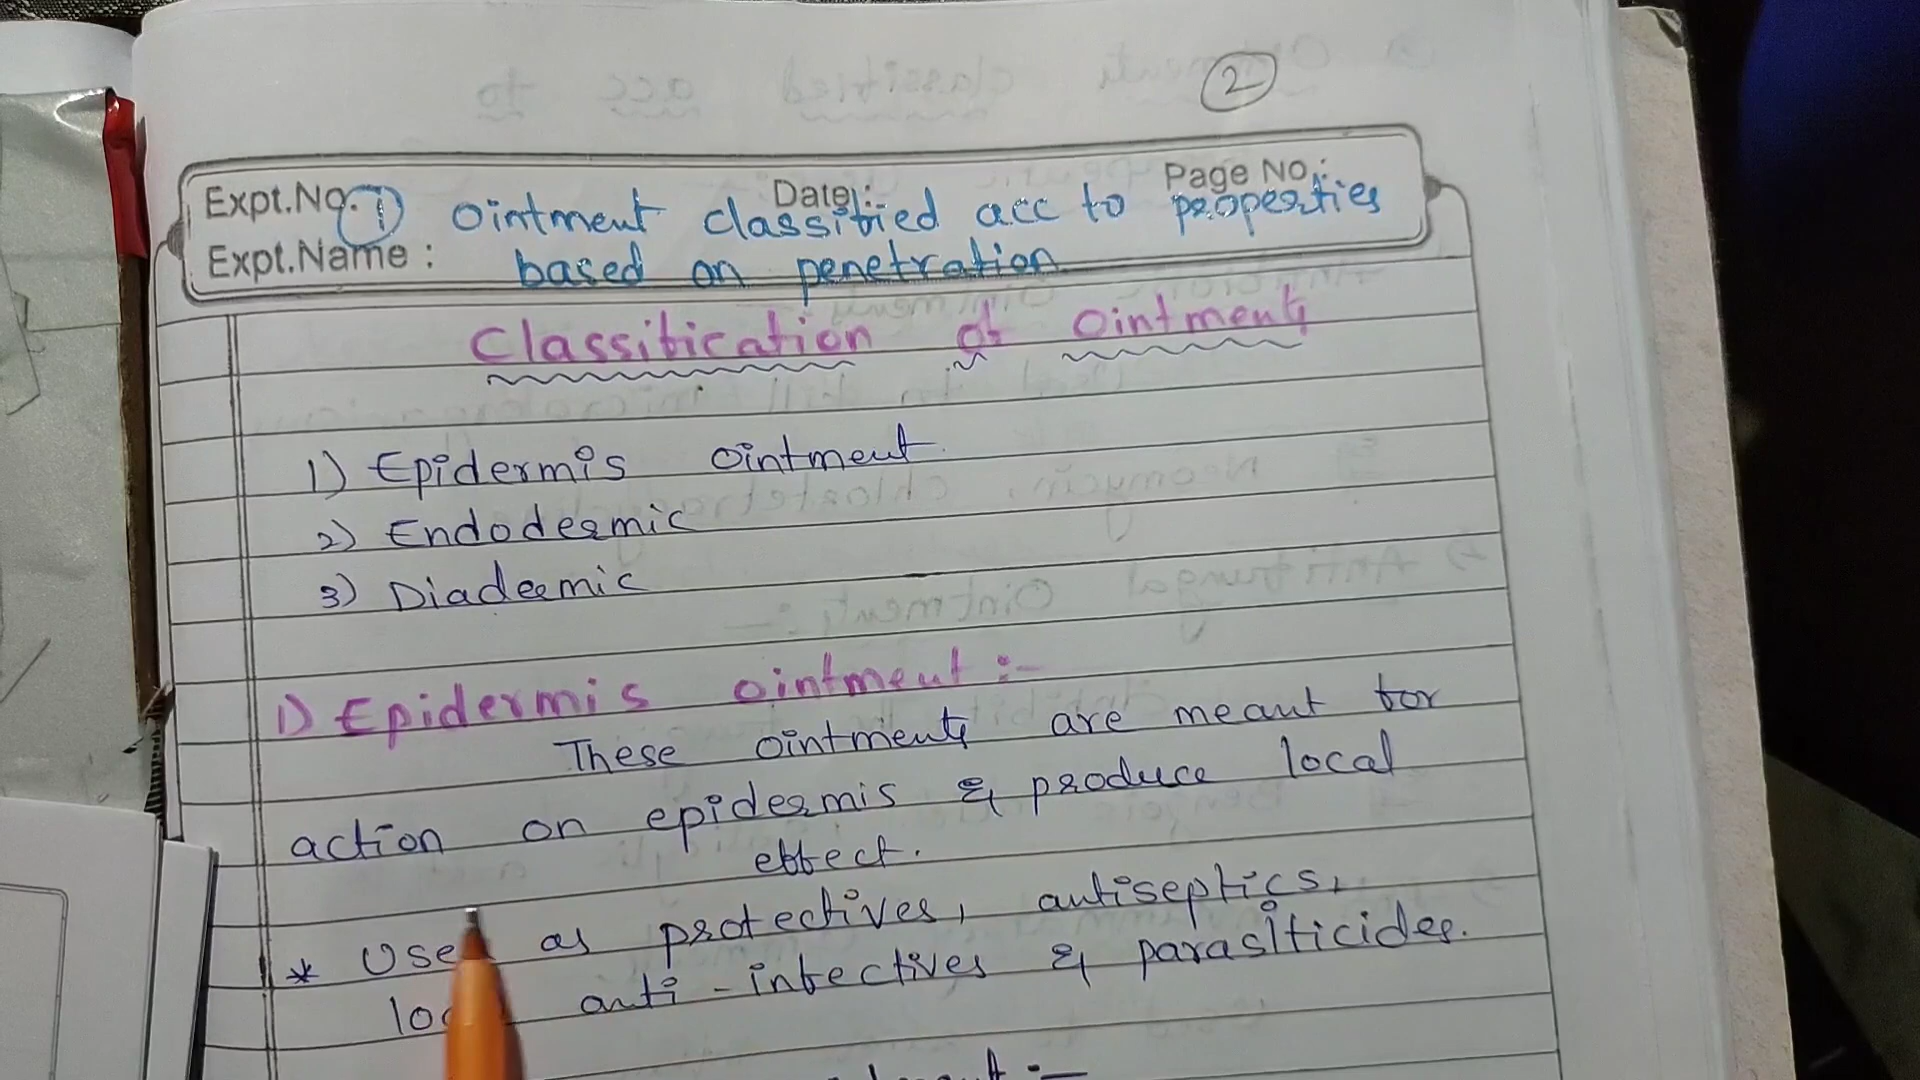 2
Expt.No. Date: Page No.:
① Ointment classified acc to properties
Expt.Name :
based on penetration
Classification of Ointments
1) Epidermis ointment
2) Endodermic
3) Diadermic
1) Epidermis ointment :-
These ointments are meant for
action on epidermis & produce local
effect.
* Use as protectives, antiseptics,
anti-infectives & parasiticides.